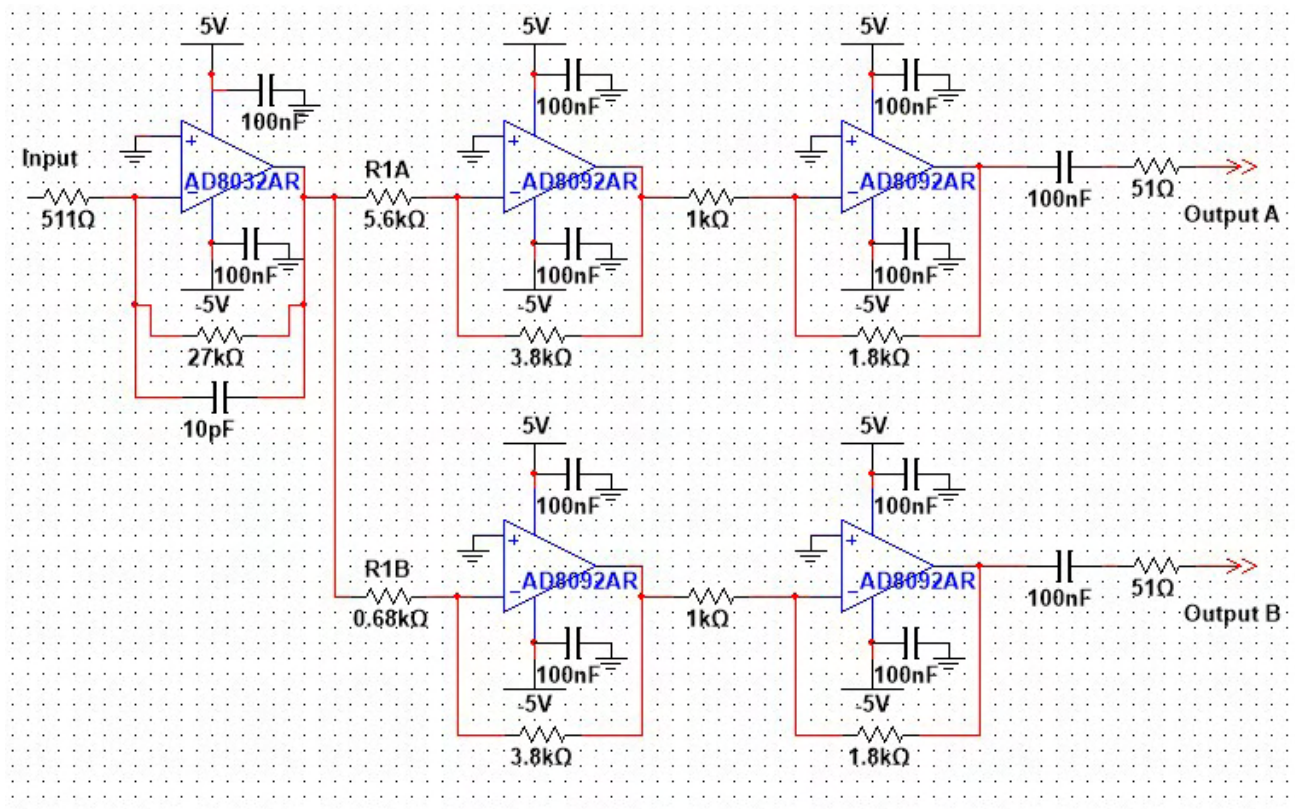 5V
5V
5V
100nF
100nF
100nF
Input
AD8032AR
R1A
AD8092AR
AD8092AR
511Ω
5.6kΩ
1kΩ
100nF
51Ω
Output A
100nF
100nF
100nF
-5V
-5V
-5V
27kΩ
3.8kΩ
1.8kΩ
10pF
5V
5V
100nF
100nF
R1B
AD8092AR
AD8092AR
0.68kΩ
1kΩ
100nF
51Ω
Output B
100nF
100nF
-5V
-5V
3.8kΩ
1.8kΩ